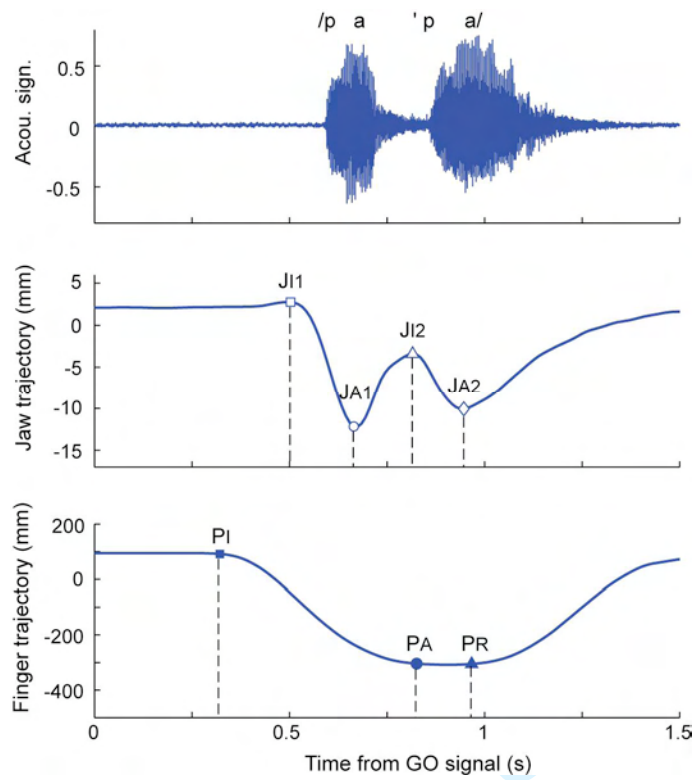 /p a ' p a/
Acou. sign.
0.5
0
-0.5
Jaw trajectory (mm)
5
0
-5
-10
-15
JI1
JA1
JI2
JA2
Finger trajectory (mm)
200
0
-200
-400
PI
PA
PR
0 0.5 1 1.5
Time from GO signal (s)